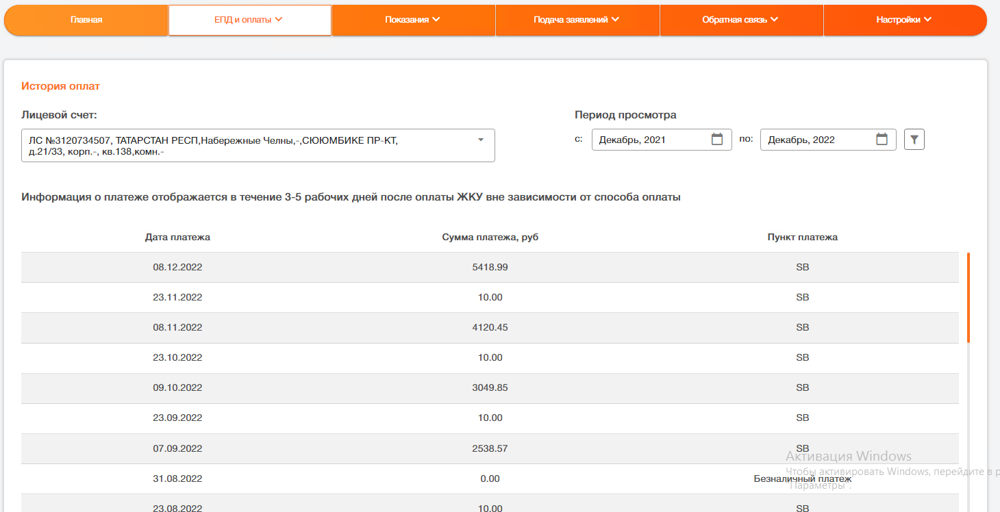 Главная ЕПД и оплаты Показания Подача заявлений Обратная связь Настройки
История оплат
Лицевой счет: Период просмотра
ЛС №3120734507, ТАТАРСТАН РЕСП,Набережные Челны,-,СЮЮМБИКЕ ПР-КТ,
д.21/33, корп.-, кв.138,комн.-
с: Декабрь, 2021 по: Декабрь, 2022
Информация о платеже отображается в течение 3-5 рабочих дней после оплаты ЖКУ вне зависимости от способа оплаты
Дата платежа Сумма платежа, руб Пункт платежа
08.12.2022 5418.99 SB
23.11.2022 10.00 SB
08.11.2022 4120.45 SB
23.10.2022 10.00 SB
09.10.2022 3049.85 SB
23.09.2022 10.00 SB
07.09.2022 2538.57 SB
31.08.2022 0.00 Безналичный платеж
23.08.2022 10.00 SB
Активация Windows
Чтобы активировать Windows, перейдите в р
"Параметры".